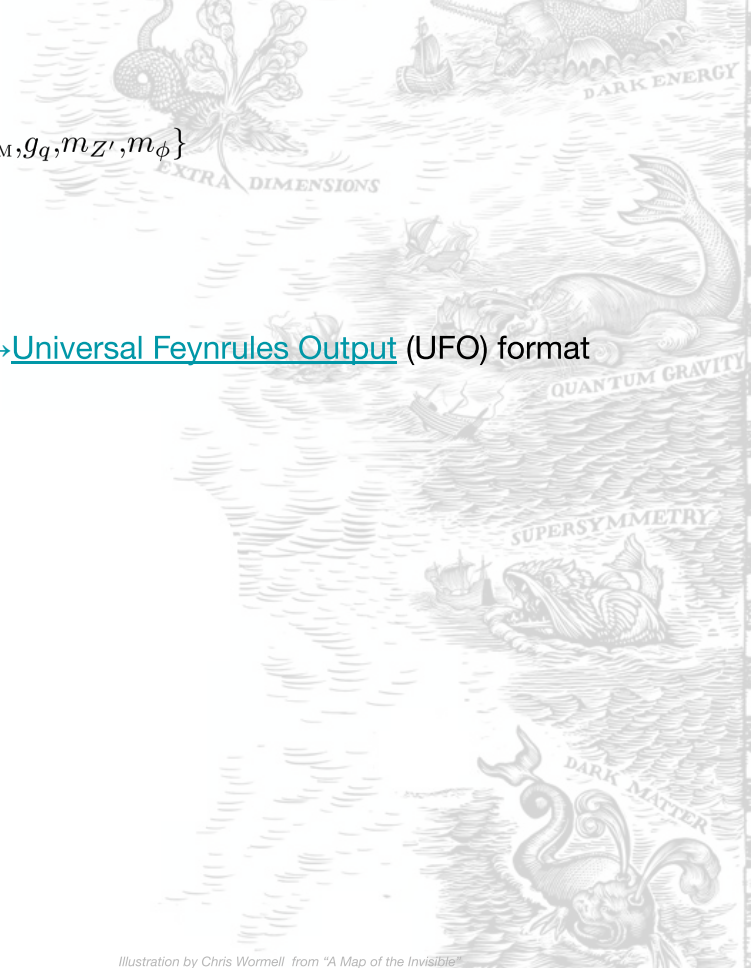 DARK ENERGY
M,g_q,m_{Z'},m_ϕ}
EXTRA DIMENSIONS
→Universal Feynrules Output (UFO) format
QUANTUM GRAVITY
SUPERSYMMETRY
DARK MATTER
Illustration by Chris Wormell from “A Map of the Invisible”